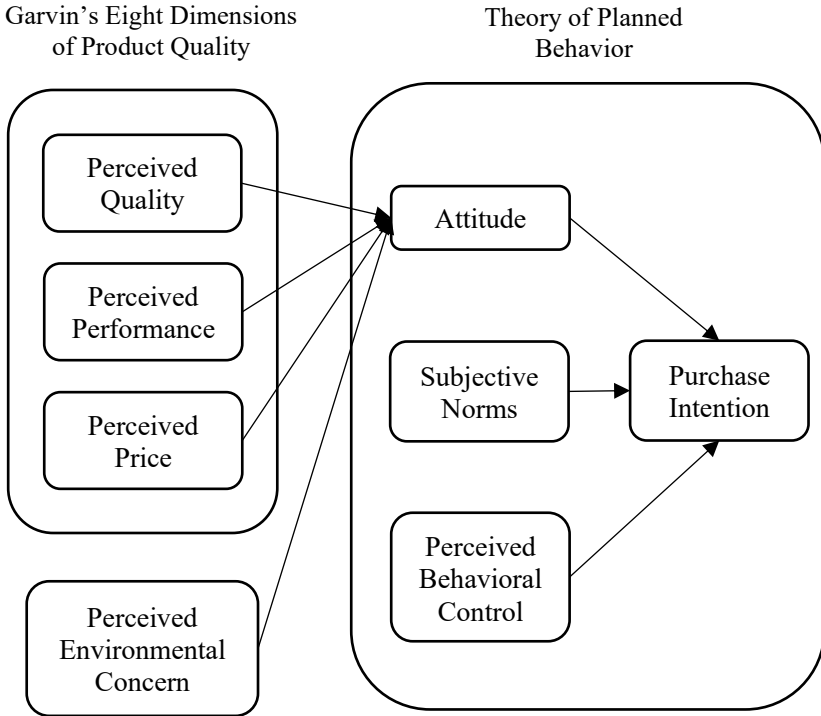 Garvin’s Eight Dimensions
of Product Quality
Theory of Planned
Behavior
Perceived
Quality
Perceived
Performance
Perceived
Price
Perceived
Environmental
Concern
Attitude
Subjective
Norms
Perceived
Behavioral
Control
Purchase
Intention